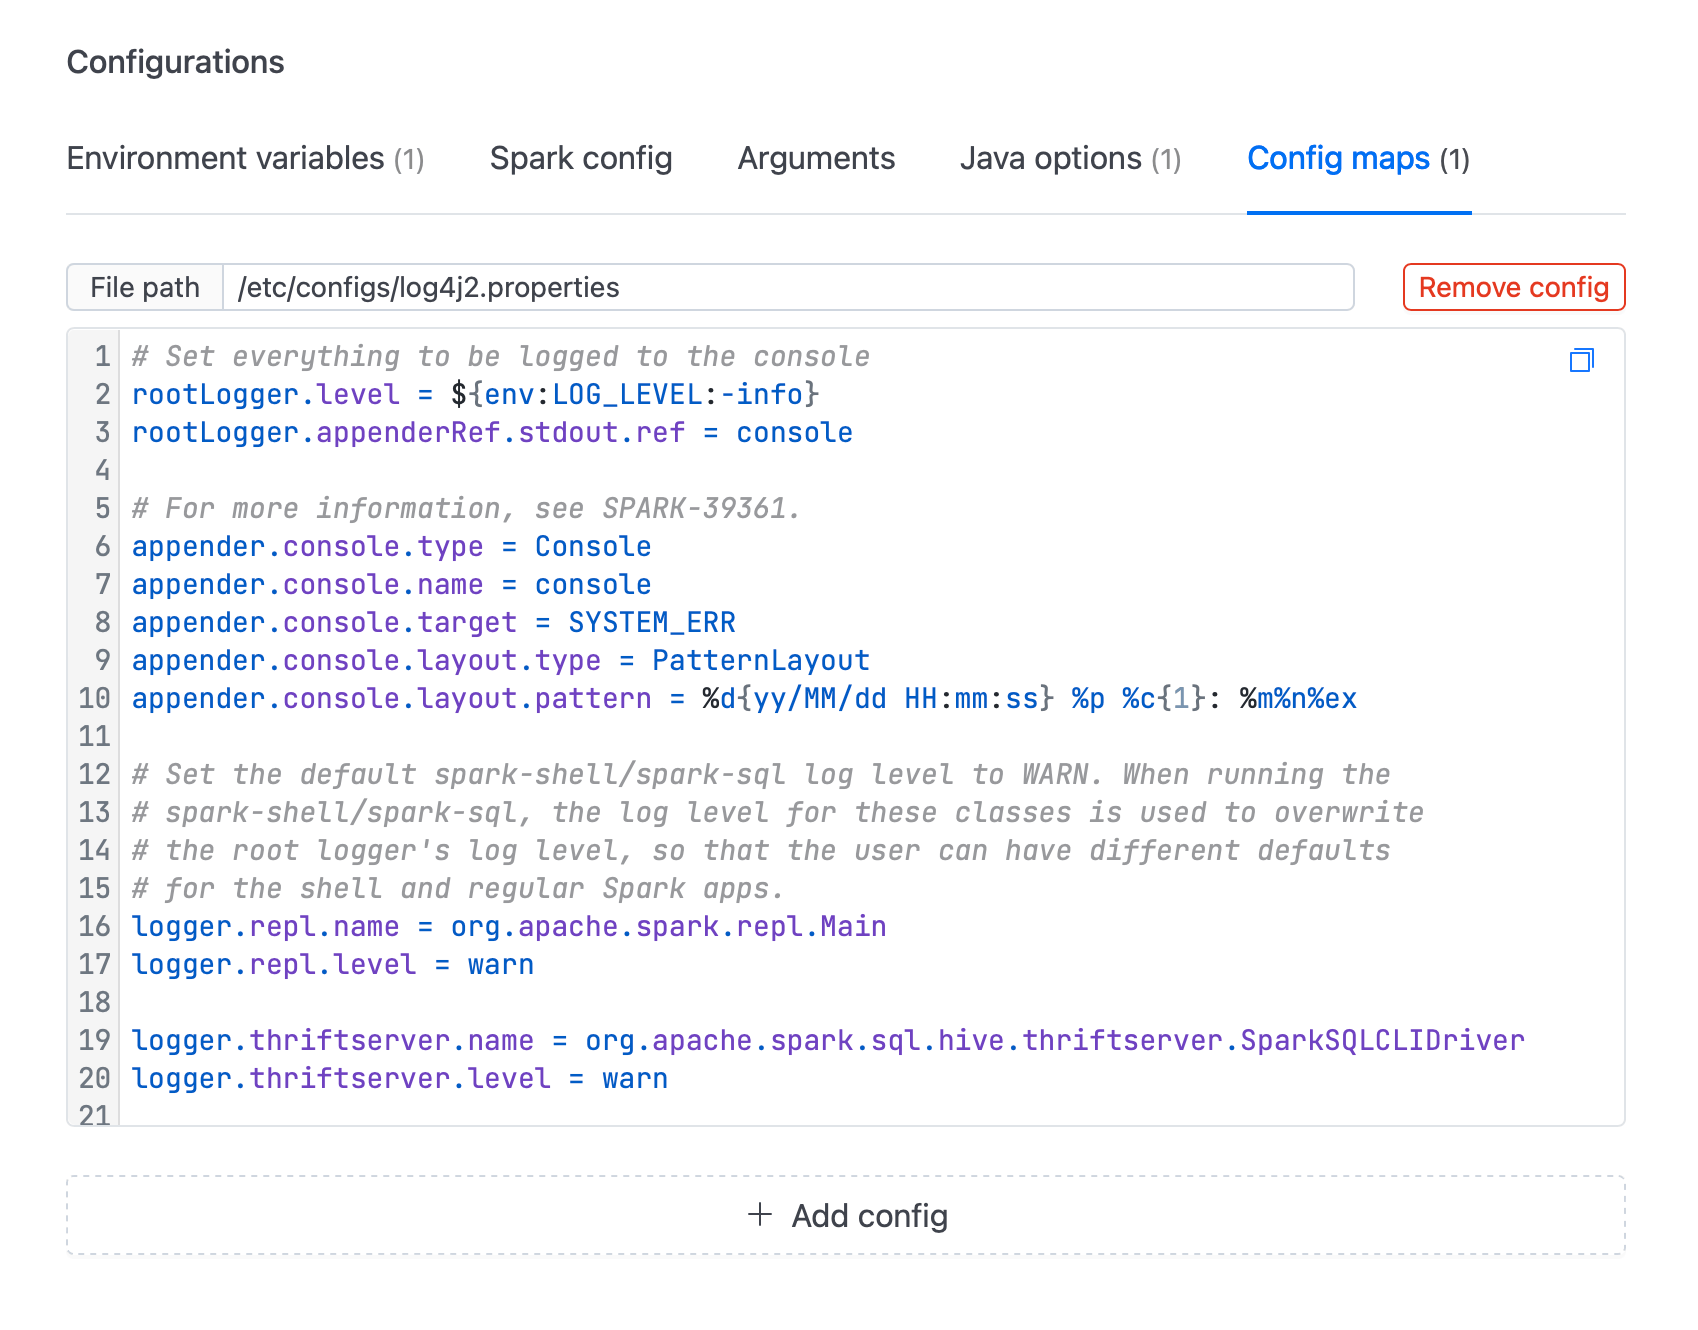 Configurations
Environment variables (1) Spark config Arguments Java options (1) Config maps (1)
File path /etc/configs/log4j2.properties Remove config
1 # Set everything to be logged to the console
2 rootLogger.level = ${env:LOG_LEVEL:-info}
3 rootLogger.appenderRef.stdout.ref = console
4
5 # For more information, see SPARK-39361.
6 appender.console.type = Console
7 appender.console.name = console
8 appender.console.target = SYSTEM_ERR
9 appender.console.layout.type = PatternLayout
10 appender.console.layout.pattern = %d{yy/MM/dd HH:mm:ss} %p %c{1}: %m%n%ex
11
12 # Set the default spark-shell/spark-sql log level to WARN. When running the
13 # spark-shell/spark-sql, the log level for these classes is used to overwrite
14 # the root logger's log level, so that the user can have different defaults
15 # for the shell and regular Spark apps.
16 logger.repl.name = org.apache.spark.repl.Main
17 logger.repl.level = warn
18
19 logger.thriftserver.name = org.apache.spark.sql.hive.thriftserver.SparkSQLCLIDriver
20 logger.thriftserver.level = warn
21
+ Add config